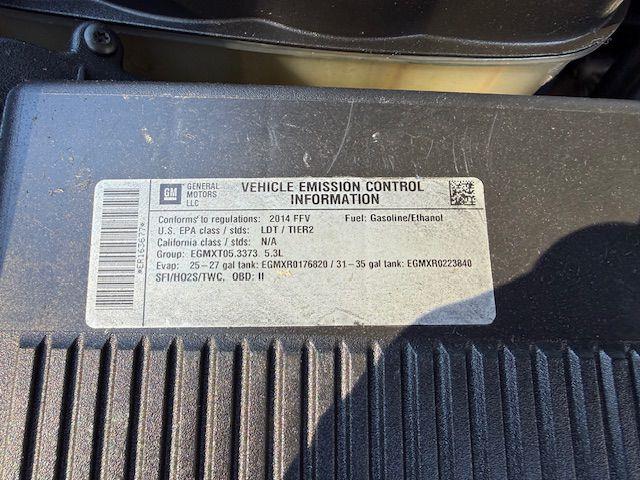 GM
GENERAL
MOTORS
LLC
VEHICLE EMISSION CONTROL
INFORMATION
Conforms to regulations: 2014 FFV Fuel: Gasoline/Ethanol
U.S. EPA class / stds: LDT / TIER2
California class / stds: N/A
Group: EGMXT05.3373 5.3L
Evap: 25-27 gal tank: EGMXR0176820 / 31-35 gal tank: EGMXR0223840
SFI/HO2S/TWC, OBD: II